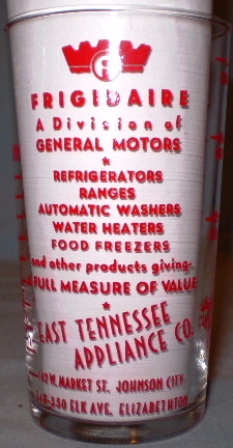 FRIGIDAIRE
A Division of
GENERAL MOTORS
*
REFRIGERATORS
RANGES
AUTOMATIC WASHERS
WATER HEATERS
FOOD FREEZERS
and other products giving-
FULL MEASURE OF VALUE
*
EAST TENNESSEE
APPLIANCE CO.
W. MARKET ST. JOHNSON CITY
-350 ELK AVE. ELIZABETHTON